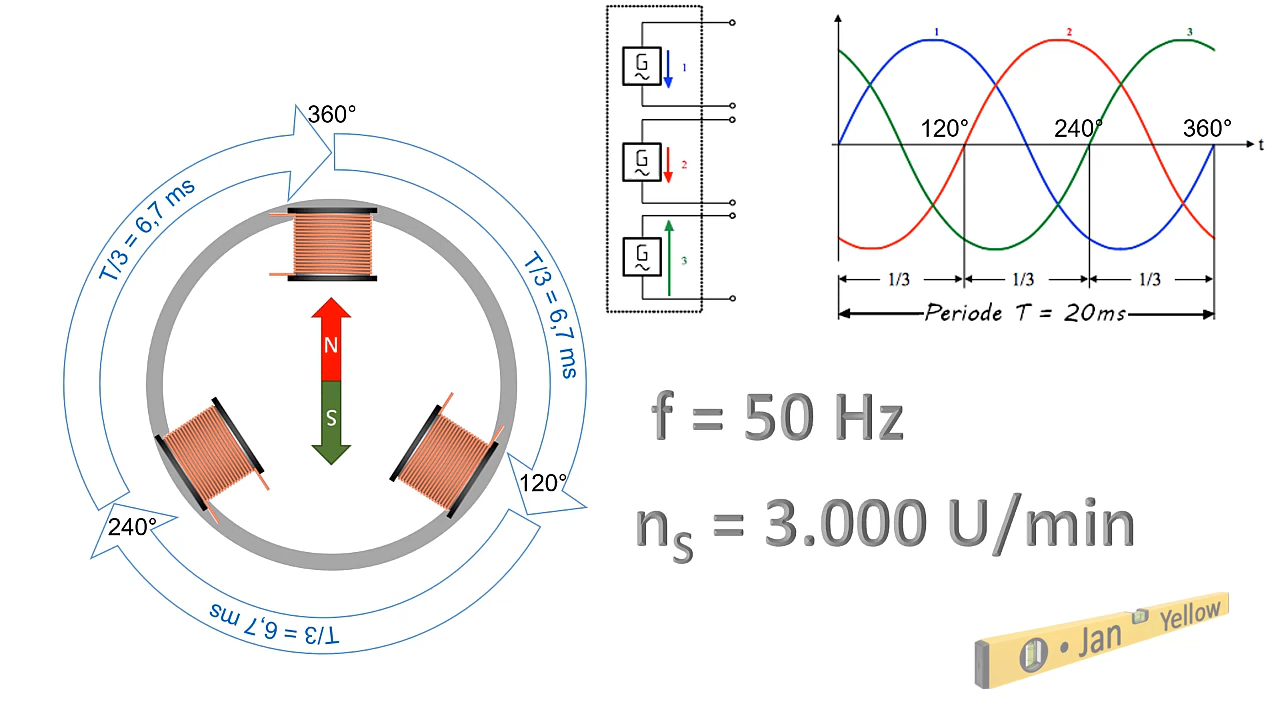 360°
T/3 = 6,7 ms
T/3 = 6,7 ms
N
S
120°
240°
T/3 = 6,7 ms
G
~
1
G
~
2
G
~
3
1
2
3
120°
240°
360°
t
1/3
1/3
1/3
Periode T = 20ms
f = 50 Hz
nS = 3.000 U/min
• Jan Yellow